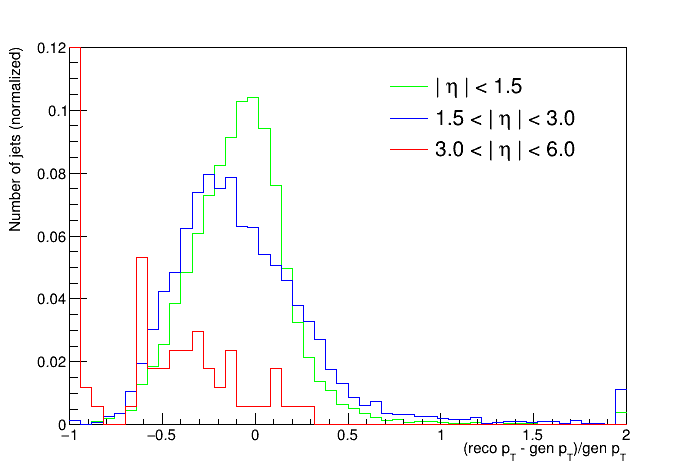 Number of jets (normalized)
0.12
0.1
0.08
0.06
0.04
0.02
0
| η | < 1.5
1.5 < | η | < 3.0
3.0 < | η | < 6.0
−1 −0.5 0 0.5 1 1.5 2
(reco p_T - gen p_T)/gen p_T